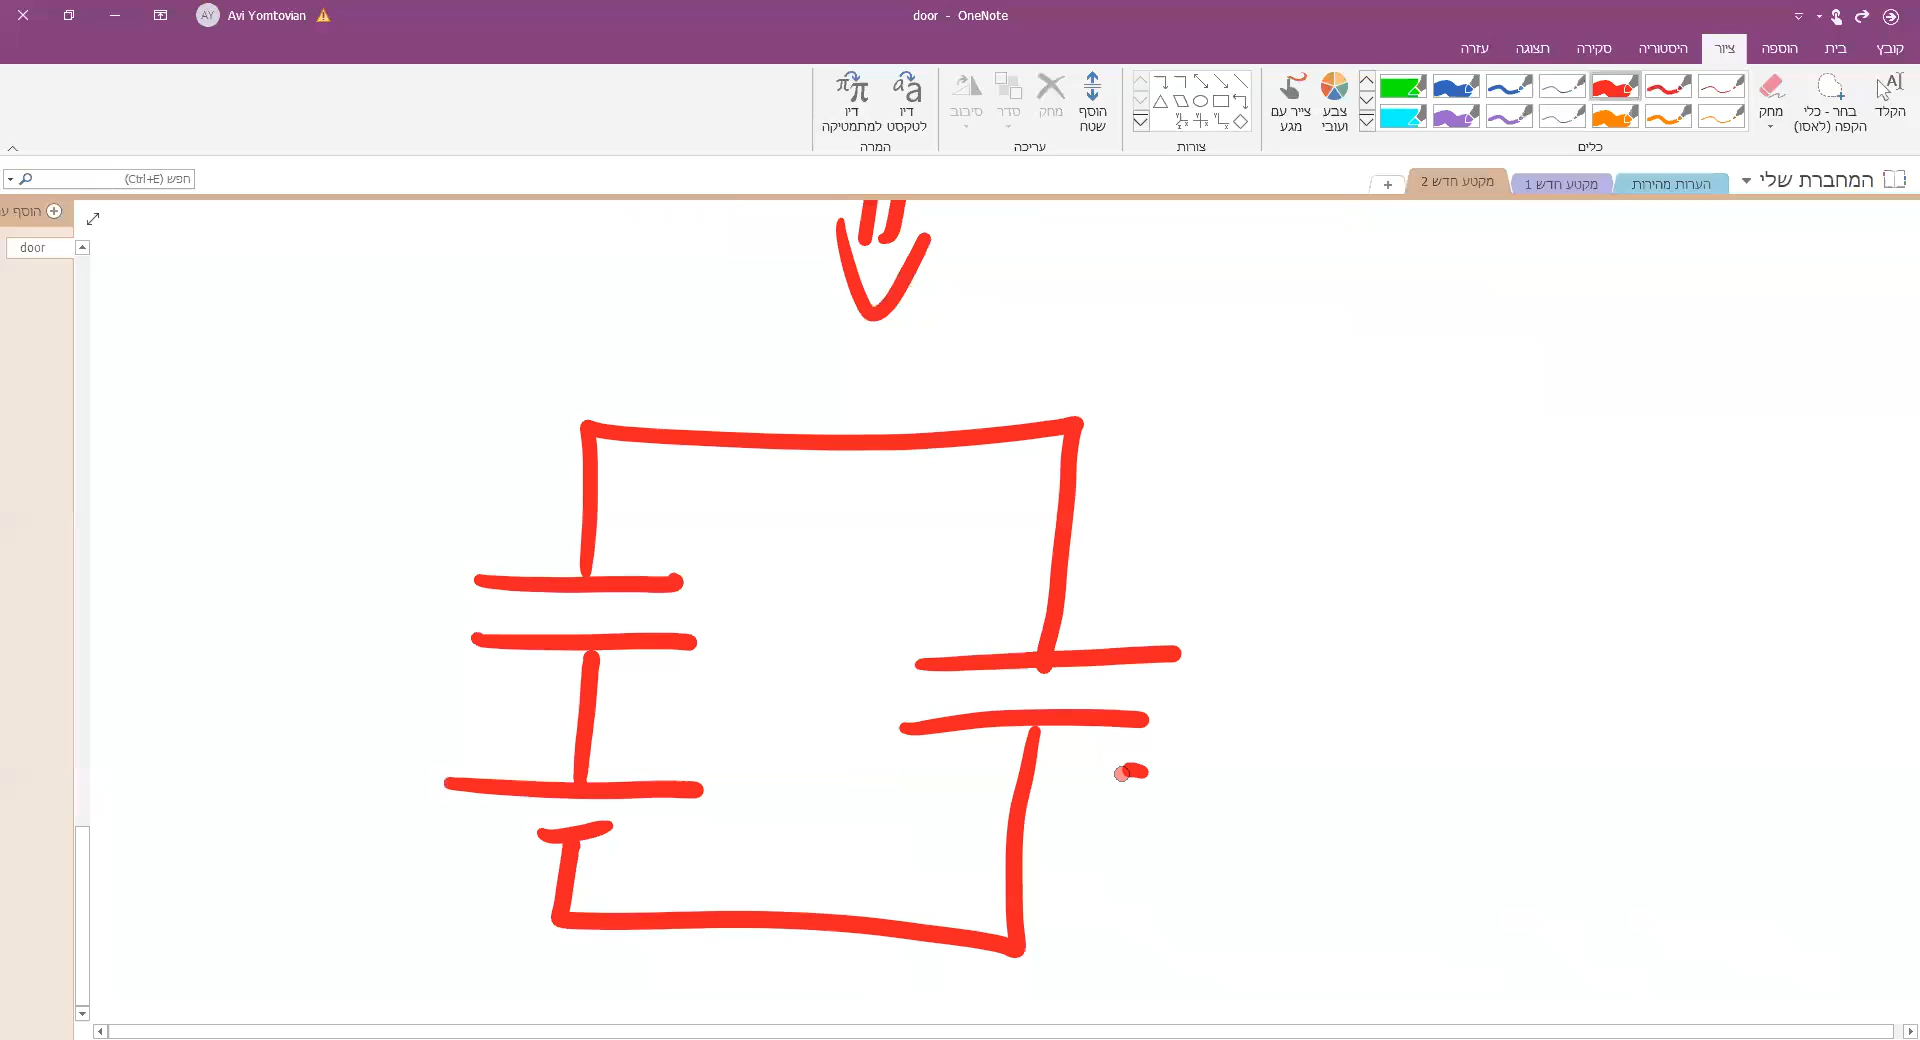 Avi Yomtovian
AY
door - OneNote
קובץ
בית
הוספה
ציור
היסטוריה
סקירה
תצוגה
עזרה
הקלד
בחר - כלי
הקפה (לאסו)
מחק
כלים
צבע
ועובי
צייר עם
מגע
צורות
הוסף
שטח
מחק
סדר
סיבוב
עריכה
דיו
לטקסט
דיו
למתמטיקה
המרה
המחברת שלי
הערות מהירות
מקטע חדש 1
מקטע חדש 2
חפש (Ctrl+E)
הוסף
door